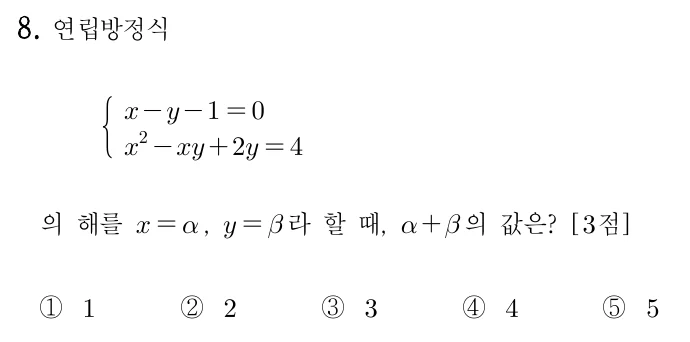 8. 연립방정식
x-y-1=0
x²-xy+2y=4
의 해를 x=α, y=β라 할 때, α+β의 값은? [3점]
① 1 ② 2 ③ 3 ④ 4 ⑤ 5